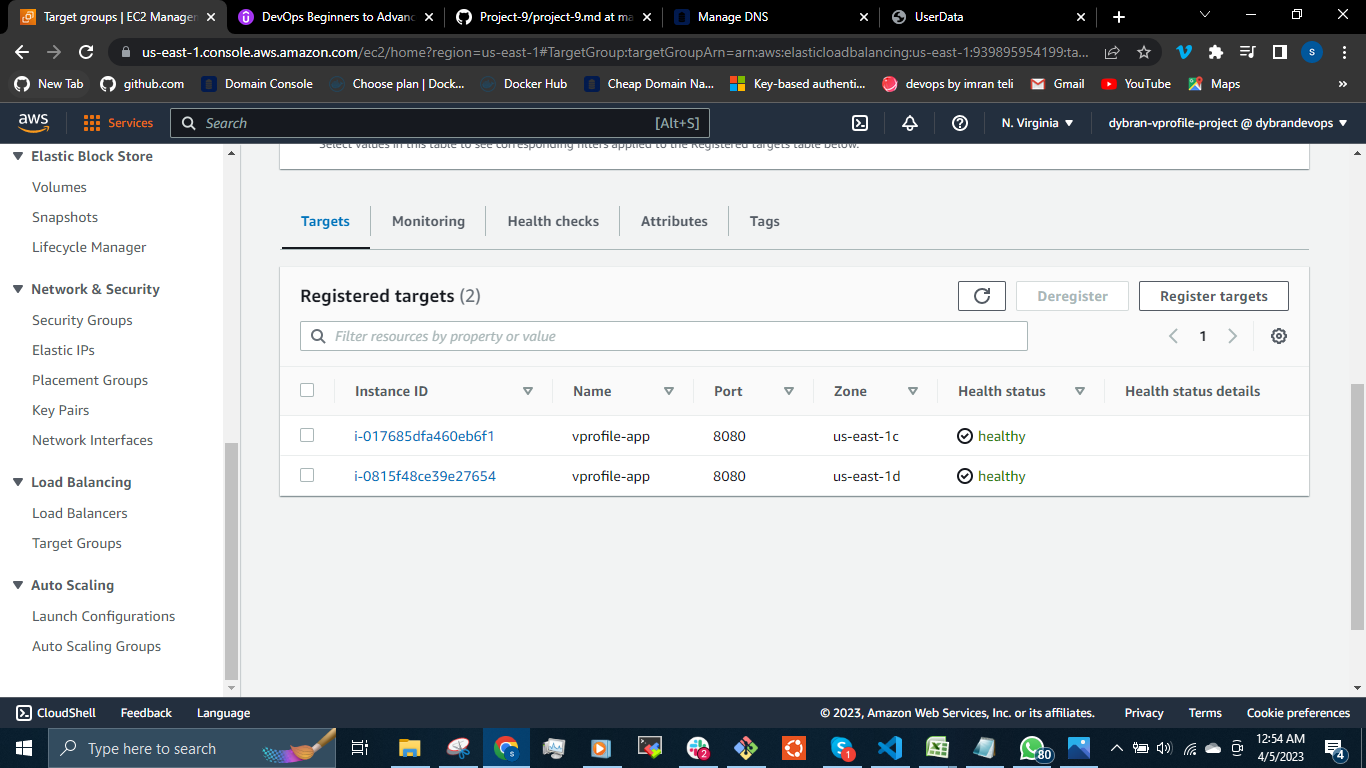 Target groups | EC2 Manager
DevOps Beginners to Advanc
Project-9/project-9.md at ma
Manage DNS
UserData
us-east-1.console.aws.amazon.com/ec2/home?region=us-east-1#TargetGroup:targetGroupArn=arn:aws:elasticloadbalancing:us-east-1:939895954199:ta...
S
New Tab
github.com
Domain Console
Choose plan | Dock...
Docker Hub
Cheap Domain Na...
Key-based authenti...
devops by imran teli
Gmail
YouTube
Maps
»
aws
Services
Search
[Alt+S]
N. Virginia
dybran-vprofile-project @ dybrandevops
Elastic Block Store
Volumes
Snapshots
Lifecycle Manager
Network & Security
Security Groups
Elastic IPs
Placement Groups
Key Pairs
Network Interfaces
Load Balancing
Load Balancers
Target Groups
Auto Scaling
Launch Configurations
Auto Scaling Groups
Select values in this table to see corresponding filters applied to the Registered targets table below.
Targets
Monitoring
Health checks
Attributes
Tags
Registered targets (2)
Deregister
Register targets
Filter resources by property or value
1
Instance ID
Name
Port
Zone
Health status
Health status details
i-017685dfa460eb6f1
vprofile-app
8080
us-east-1c
healthy
i-0815f48ce39e27654
vprofile-app
8080
us-east-1d
healthy
CloudShell
Feedback
Language
© 2023, Amazon Web Services, Inc. or its affiliates.
Privacy
Terms
Cookie preferences
Type here to search
2
1
80
12:54 AM
4/5/2023
4